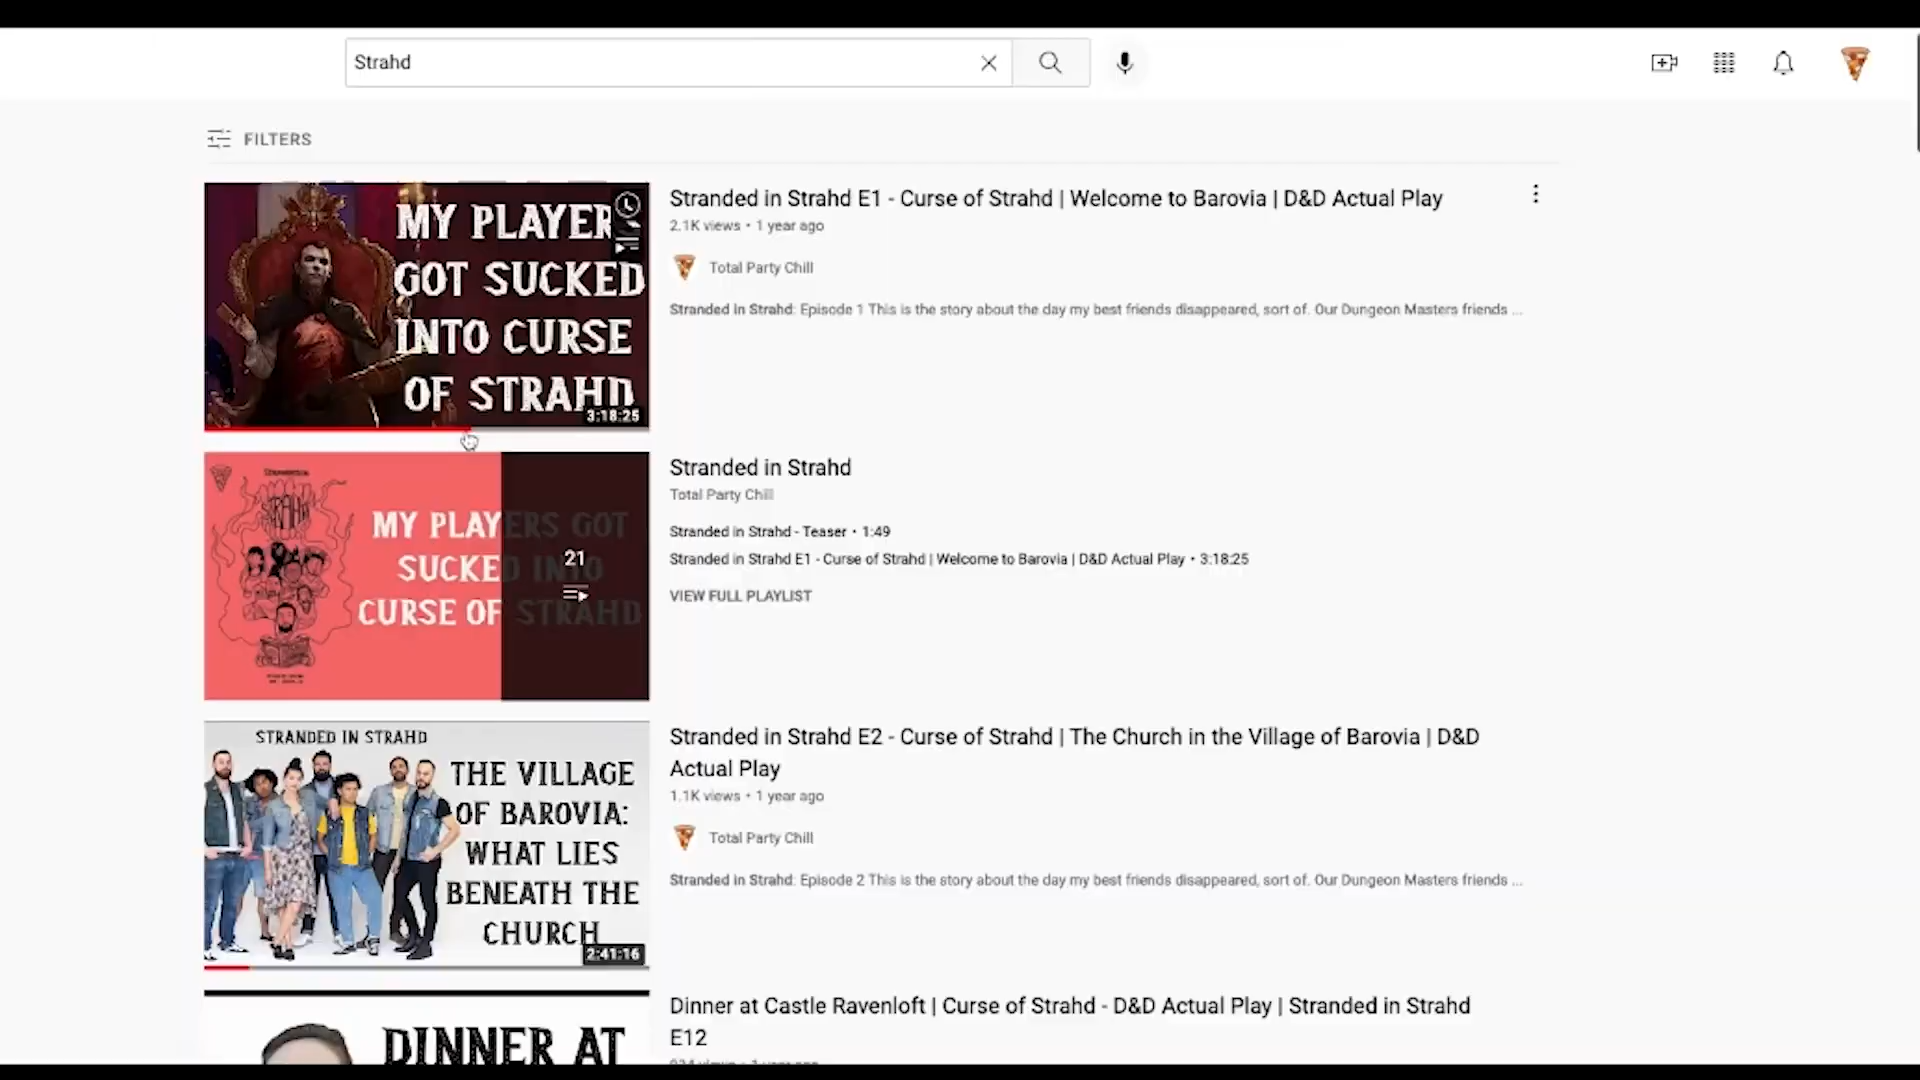 Strahd
FILTERS
MY PLAYER
GOT SUCKED
INTO CURSE
OF STRAHD
3:18:25
Stranded in Strahd E1 - Curse of Strahd | Welcome to Barovia | D&D Actual Play
2.1K views • 1 year ago
Total Party Chill
Stranded in Strahd: Episode 1 This is the story about the day my best friends disappeared, sort of. Our Dungeon Masters friends ...
STRAHD
MY PLAYERS GOT
SUCKED INTO
CURSE OF STRAHD
21
Stranded in Strahd
Total Party Chill
Stranded in Strahd - Teaser • 1:49
Stranded in Strahd E1 - Curse of Strahd | Welcome to Barovia | D&D Actual Play • 3:18:25
VIEW FULL PLAYLIST
STRANDED IN STRAHD
THE VILLAGE
OF BAROVIA:
WHAT LIES
BENEATH THE
CHURCH
2:41:16
Stranded in Strahd E2 - Curse of Strahd | The Church in the Village of Barovia | D&D
Actual Play
1.1K views • 1 year ago
Total Party Chill
Stranded in Strahd: Episode 2 This is the story about the day my best friends disappeared, sort of. Our Dungeon Masters friends ...
DINNER AT
Dinner at Castle Ravenloft | Curse of Strahd - D&D Actual Play | Stranded in Strahd
E12